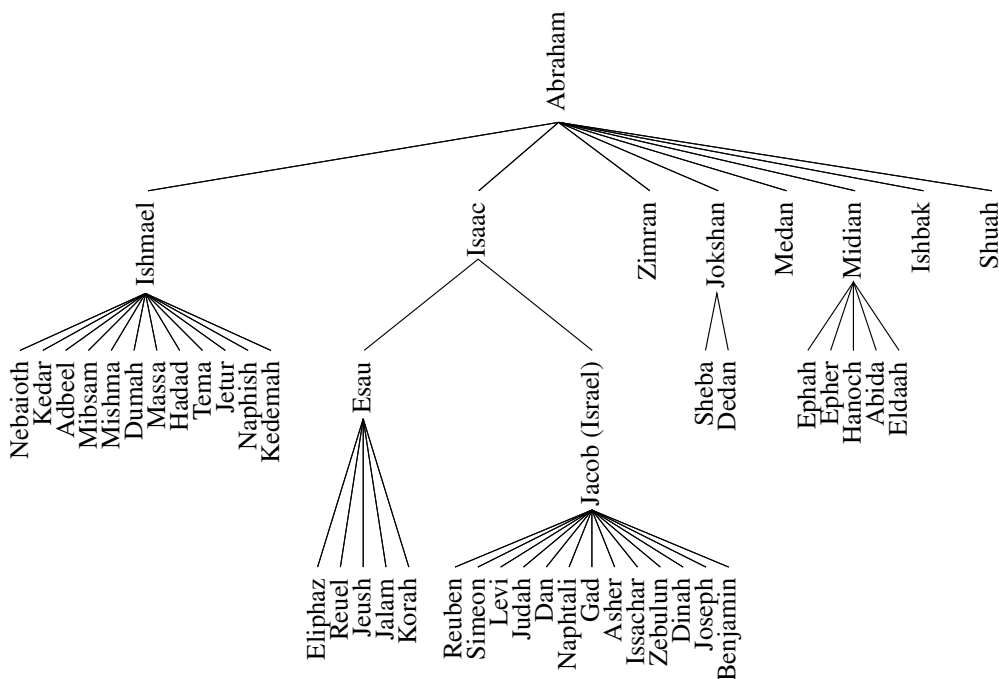 Abraham
Ishmael
Isaac
Zimran
Jokshan
Medan
Midian
Ishbak
Shuah
Nebaioth
Kedar
Adbeel
Mibsam
Mishma
Dumah
Massa
Hadad
Tema
Jetur
Naphish
Kedemah
Esau
Jacob (Israel)
Sheba
Dedan
Ephah
Epher
Hanoch
Abida
Eldaah
Eliphaz
Reuel
Jeush
Jalam
Korah
Reuben
Simeon
Levi
Judah
Dan
Naphtali
Gad
Asher
Issachar
Zebulun
Dinah
Joseph
Benjamin